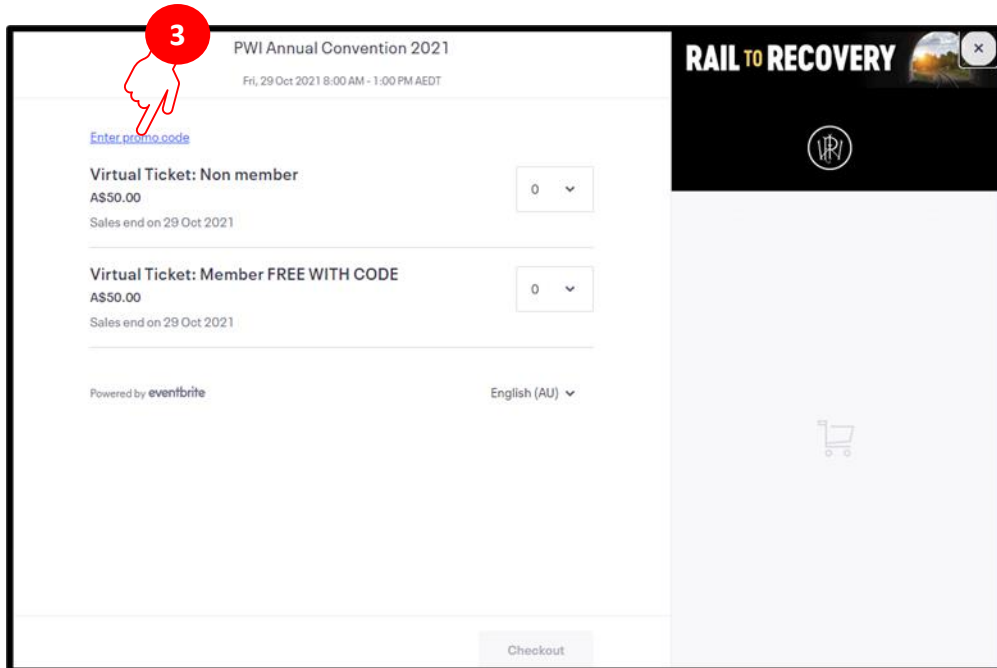 3
PWI Annual Convention 2021
Fri, 29 Oct 2021 8:00 AM - 1:00 PM AEDT
RAIL TO RECOVERY
Enter promo code
Virtual Ticket: Non member
A$50.00
Sales end on 29 Oct 2021
0
Virtual Ticket: Member FREE WITH CODE
A$50.00
Sales end on 29 Oct 2021
0
Powered by eventbrite
English (AU)
Checkout